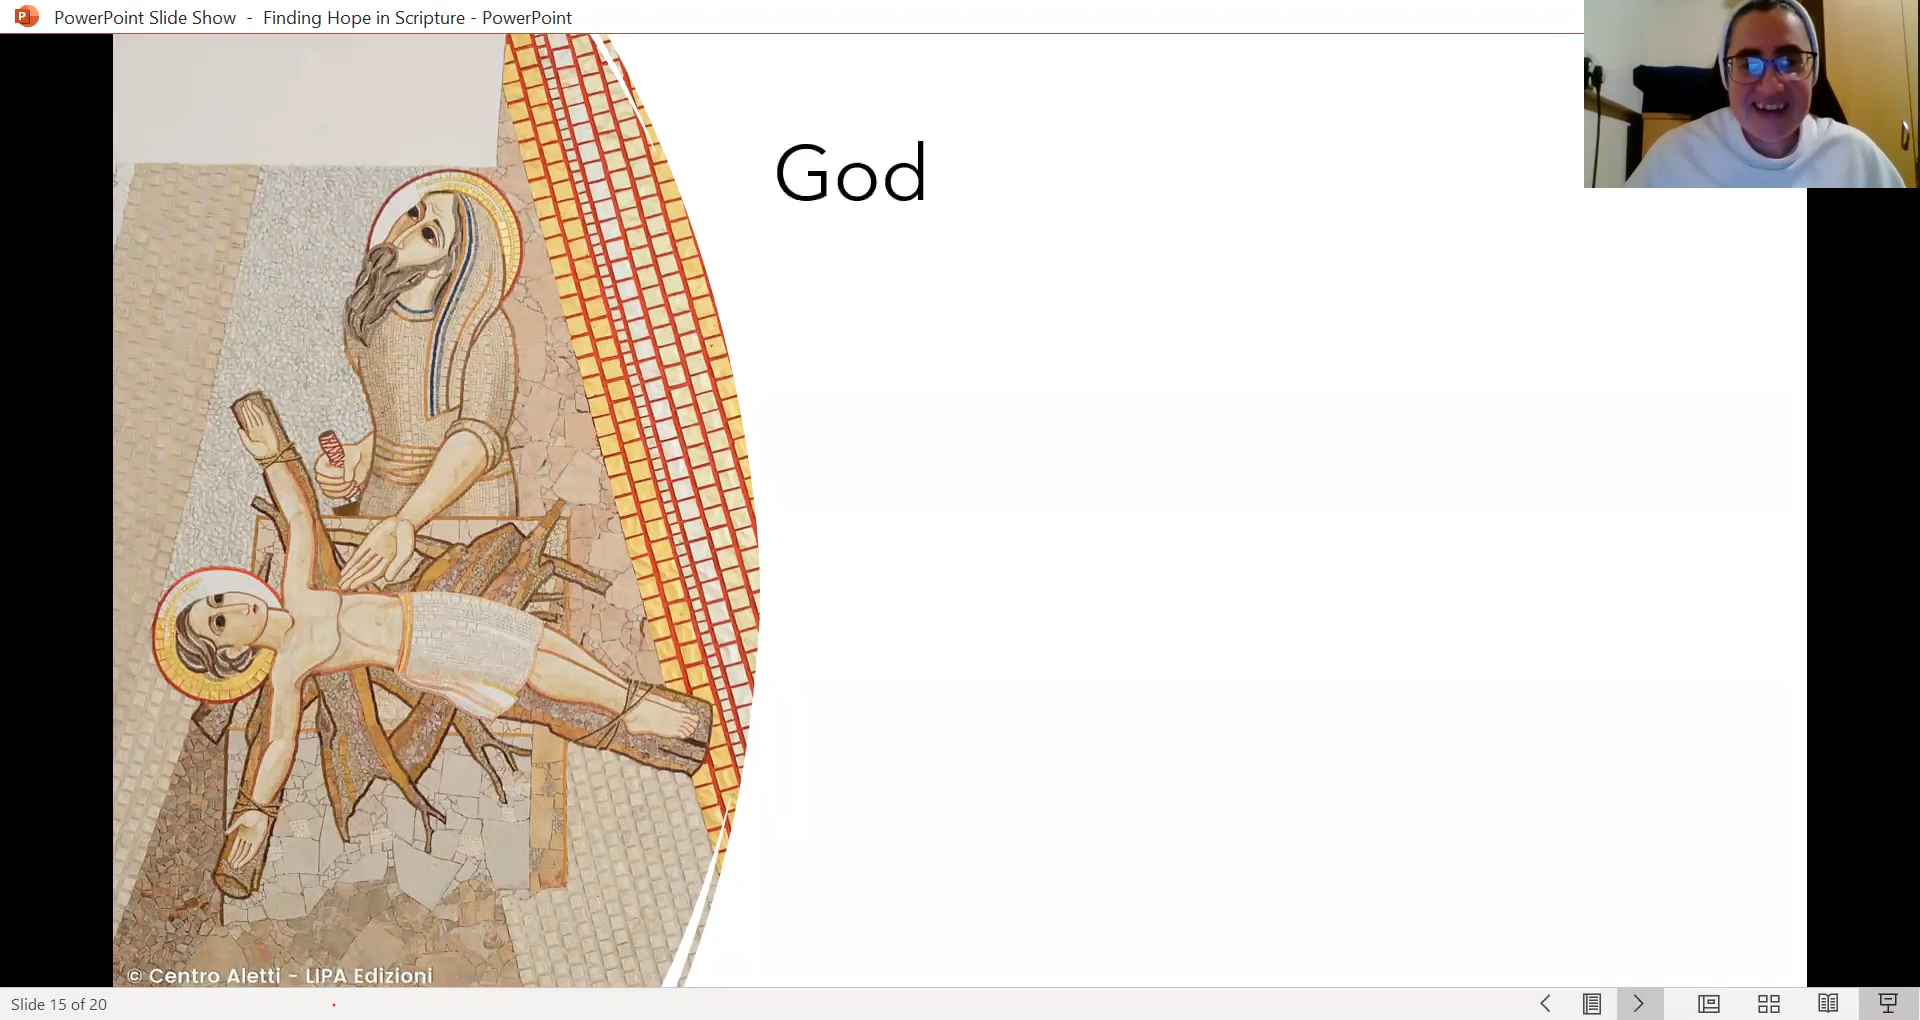 PowerPoint Slide Show - Finding Hope in Scripture - PowerPoint
God
© Centro Aletti - LIPA Edizioni
Slide 15 of 20